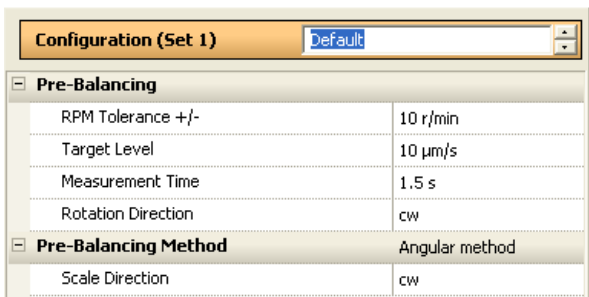 Configuration (Set 1) Default
Pre-Balancing
RPM Tolerance +/- 10 r/min
Target Level 10 µm/s
Measurement Time 1.5 s
Rotation Direction cw
Pre-Balancing Method Angular method
Scale Direction cw